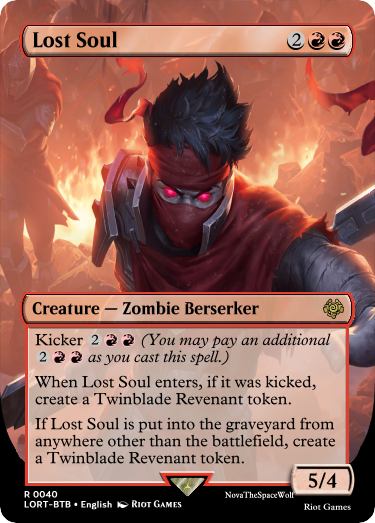 Lost Soul 2
Creature — Zombie Berserker
Kicker 2 (You may pay an additional
2 as you cast this spell.)
When Lost Soul enters, if it was kicked,
create a Twinblade Revenant token.
If Lost Soul is put into the graveyard from
anywhere other than the battlefield, create
a Twinblade Revenant token.
5/4
R 0040
LORT-BTB • English Riot Games
NovaTheSpaceWolf
Riot Games